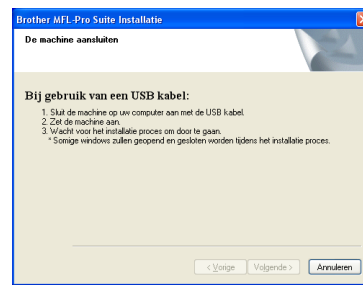 Brother MFL-Pro Suite Installatie
De machine aansluiten
Bij gebruik van een USB kabel:
1. Sluit de machine op uw computer aan met de USB kabel.
2. Zet de machine aan.
3. Wacht voor het installatie proces om door te gaan.
* Somige windows zullen geopend en gesloten worden tijdens het installatie proces.
< Vorige Volgende > Annuleren